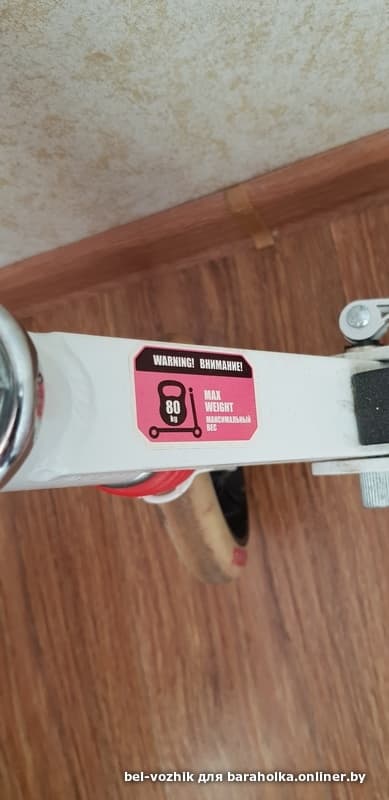 WARNING! ВНИМАНИЕ!
80
kg
MAX
WEIGHT
МАКСИМАЛЬНЫЙ
ВЕС
bel-vozhik для baraholka.onliner.by